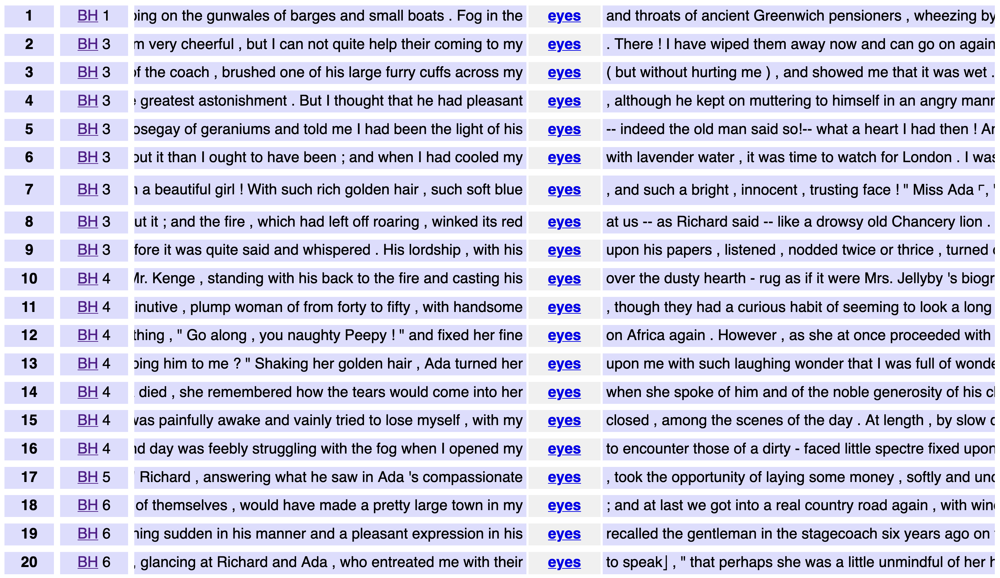 1 BH 1 on the gunwales of barges and small boats . Fog in the eyes and throats of ancient Greenwich pensioners , wheezing by
2 BH 3 very cheerful , but I can not quite help their coming to my eyes . There ! I have wiped them away now and can go on again
3 BH 3 of the coach , brushed one of his large furry cuffs across my eyes ( but without hurting me ) , and showed me that it was wet .
4 BH 3 greatest astonishment . But I thought that he had pleasant eyes , although he kept on muttering to himself in an angry
5 BH 3 of geraniums and told me I had been the light of his eyes -- indeed the old man said so!-- what a heart I had then !
6 BH 3 it than I ought to have been ; and when I had cooled my eyes with lavender water , it was time to watch for London . I was
7 BH 3 a beautiful girl ! With such rich golden hair , such soft blue eyes , and such a bright , innocent , trusting face ! " Miss Ada ⌜, "
8 BH 3 it ; and the fire , which had left off roaring , winked its red eyes at us -- as Richard said -- like a drowsy old Chancery lion .
9 BH 3 fore it was quite said and whispered . His lordship , with his eyes upon his papers , listened , nodded twice or thrice , turned
10 BH 4 Mr. Kenge , standing with his back to the fire and casting his eyes over the dusty hearth - rug as if it were Mrs. Jellyby 's biogr
11 BH 4 inutive , plump woman of from forty to fifty , with handsome eyes , though they had a curious habit of seeming to look a long
12 BH 4 thing , " Go along , you naughty Peepy ! " and fixed her fine eyes on Africa again . However , as she at once proceeded with
13 BH 4 ping him to me ? " Shaking her golden hair , Ada turned her eyes upon me with such laughing wonder that I was full of wonde
14 BH 4 died , she remembered how the tears would come into her eyes when she spoke of him and of the noble generosity of his
15 BH 4 was painfully awake and vainly tried to lose myself , with my eyes closed , among the scenes of the day . At length , by slow
16 BH 4 day was feebly struggling with the fog when I opened my eyes to encounter those of a dirty - faced little spectre fixed upon
17 BH 5 Richard , answering what he saw in Ada 's compassionate eyes , took the opportunity of laying some money , softly and
18 BH 6 of themselves , would have made a pretty large town in my eyes ; and at last we got into a real country road again , with
19 BH 6 sudden in his manner and a pleasant expression in his eyes recalled the gentleman in the stagecoach six years ago on
20 BH 6 , glancing at Richard and Ada , who entreated me with their eyes to speak⌋ , " that perhaps she was a little unmindful of her